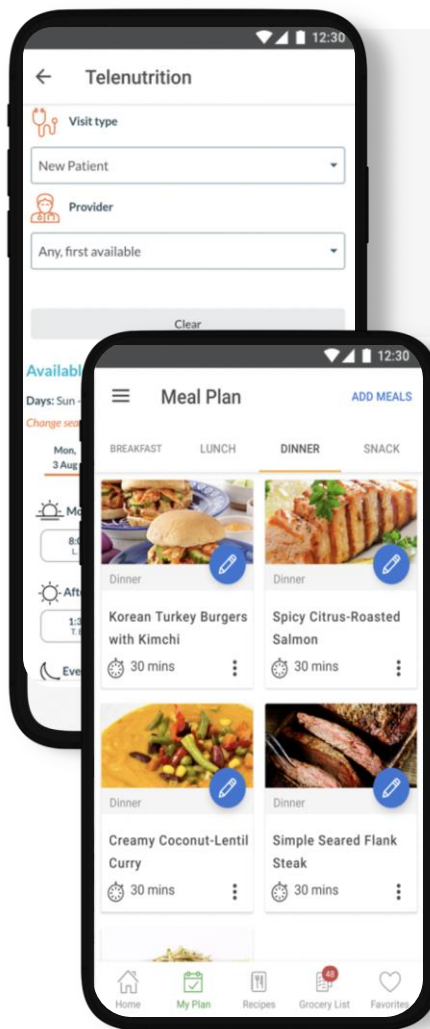 12:30
Telenutrition
Visit type
New Patient
Provider
Any, first available
Clear
Days: Sun -
Mon,
3 Aug
12:30
Meal Plan
ADD MEALS
BREAKFAST LUNCH DINNER SNACK
Dinner
Korean Turkey Burgers
with Kimchi
30 mins
Dinner
Spicy Citrus-Roasted
Salmon
30 mins
Dinner
Creamy Coconut-Lentil
Curry
30 mins
Dinner
Simple Seared Flank
Steak
30 mins
48
Home My Plan Recipes Grocery List Favorites